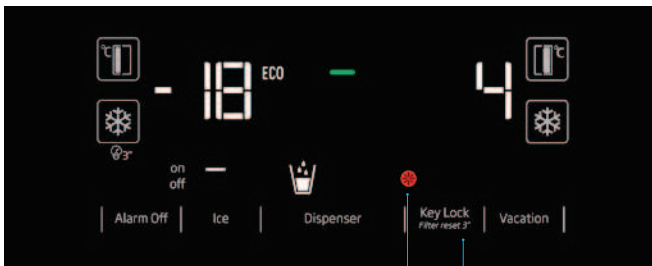 °C
-18 ECO
4
°C
3"
on
off
Alarm Off
Ice
Dispenser
Key Lock
Filter reset 3"
Vacation